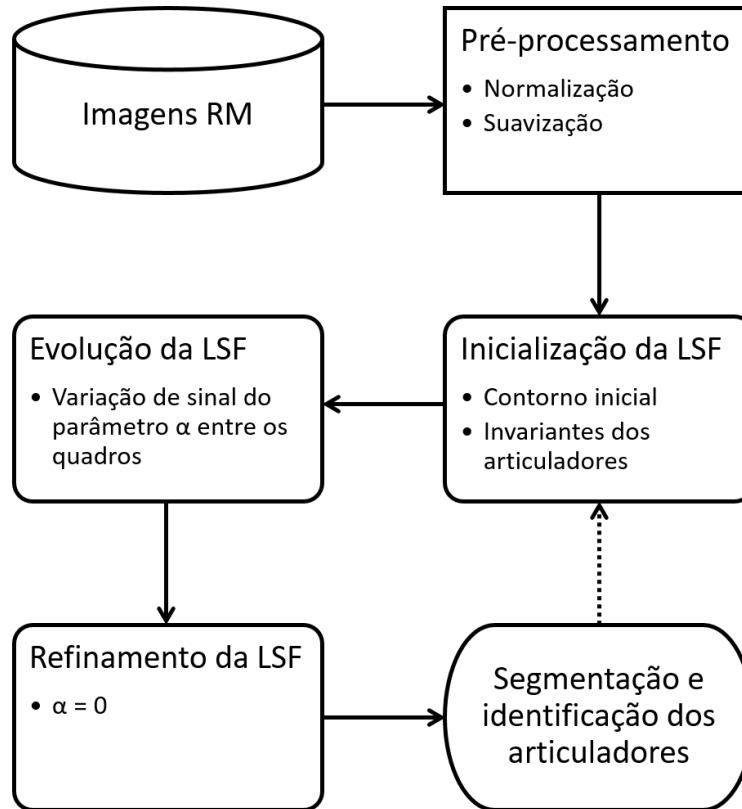 Imagens RM
Pré-processamento
• Normalização
• Suavização
Inicialização da LSF
• Contorno inicial
• Invariantes dos
articuladores
Evolução da LSF
• Variação de sinal do
parâmetro α entre os
quadros
Refinamento da LSF
• α = 0
Segmentação e
identificação dos
articuladores